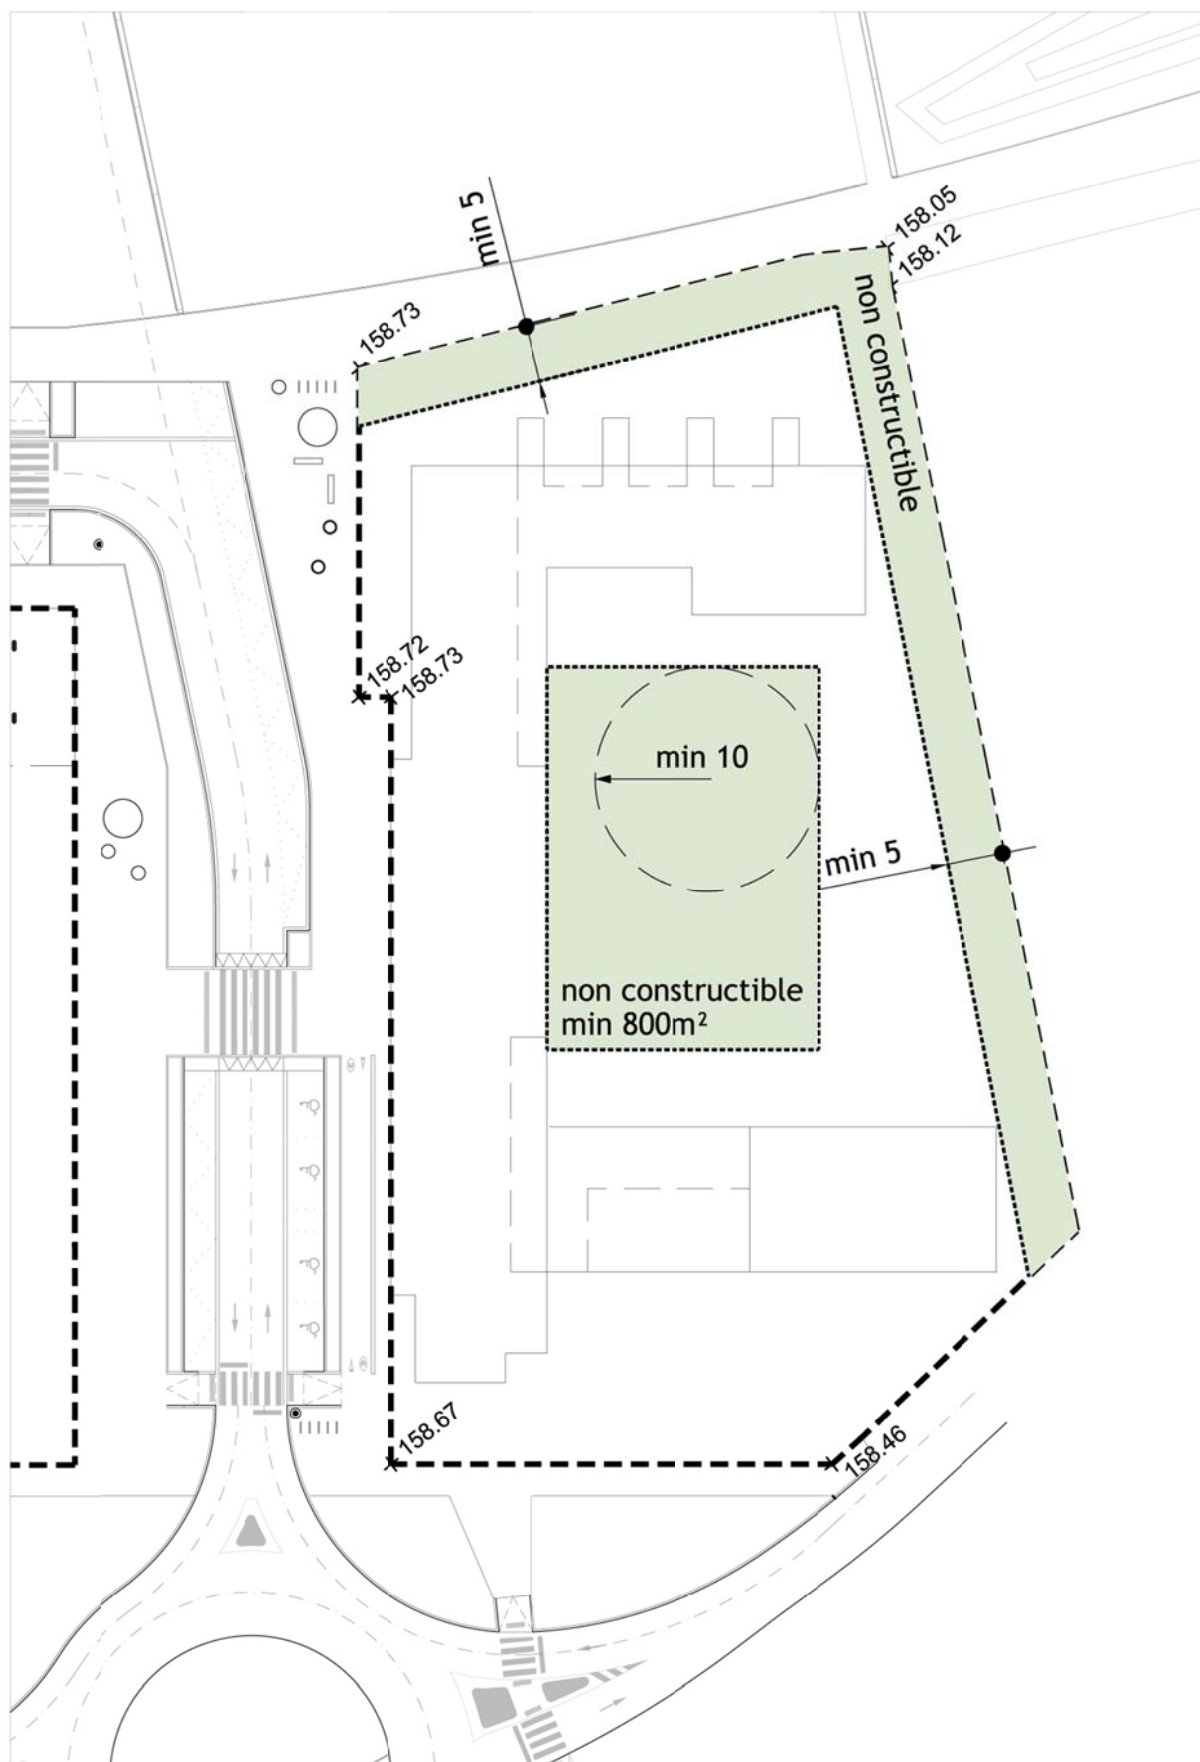 min 5
158.05
158.12
158.73
non constructible
158.72
158.73
min 10
min 5
non constructible
min 800m²
158.67
158.46